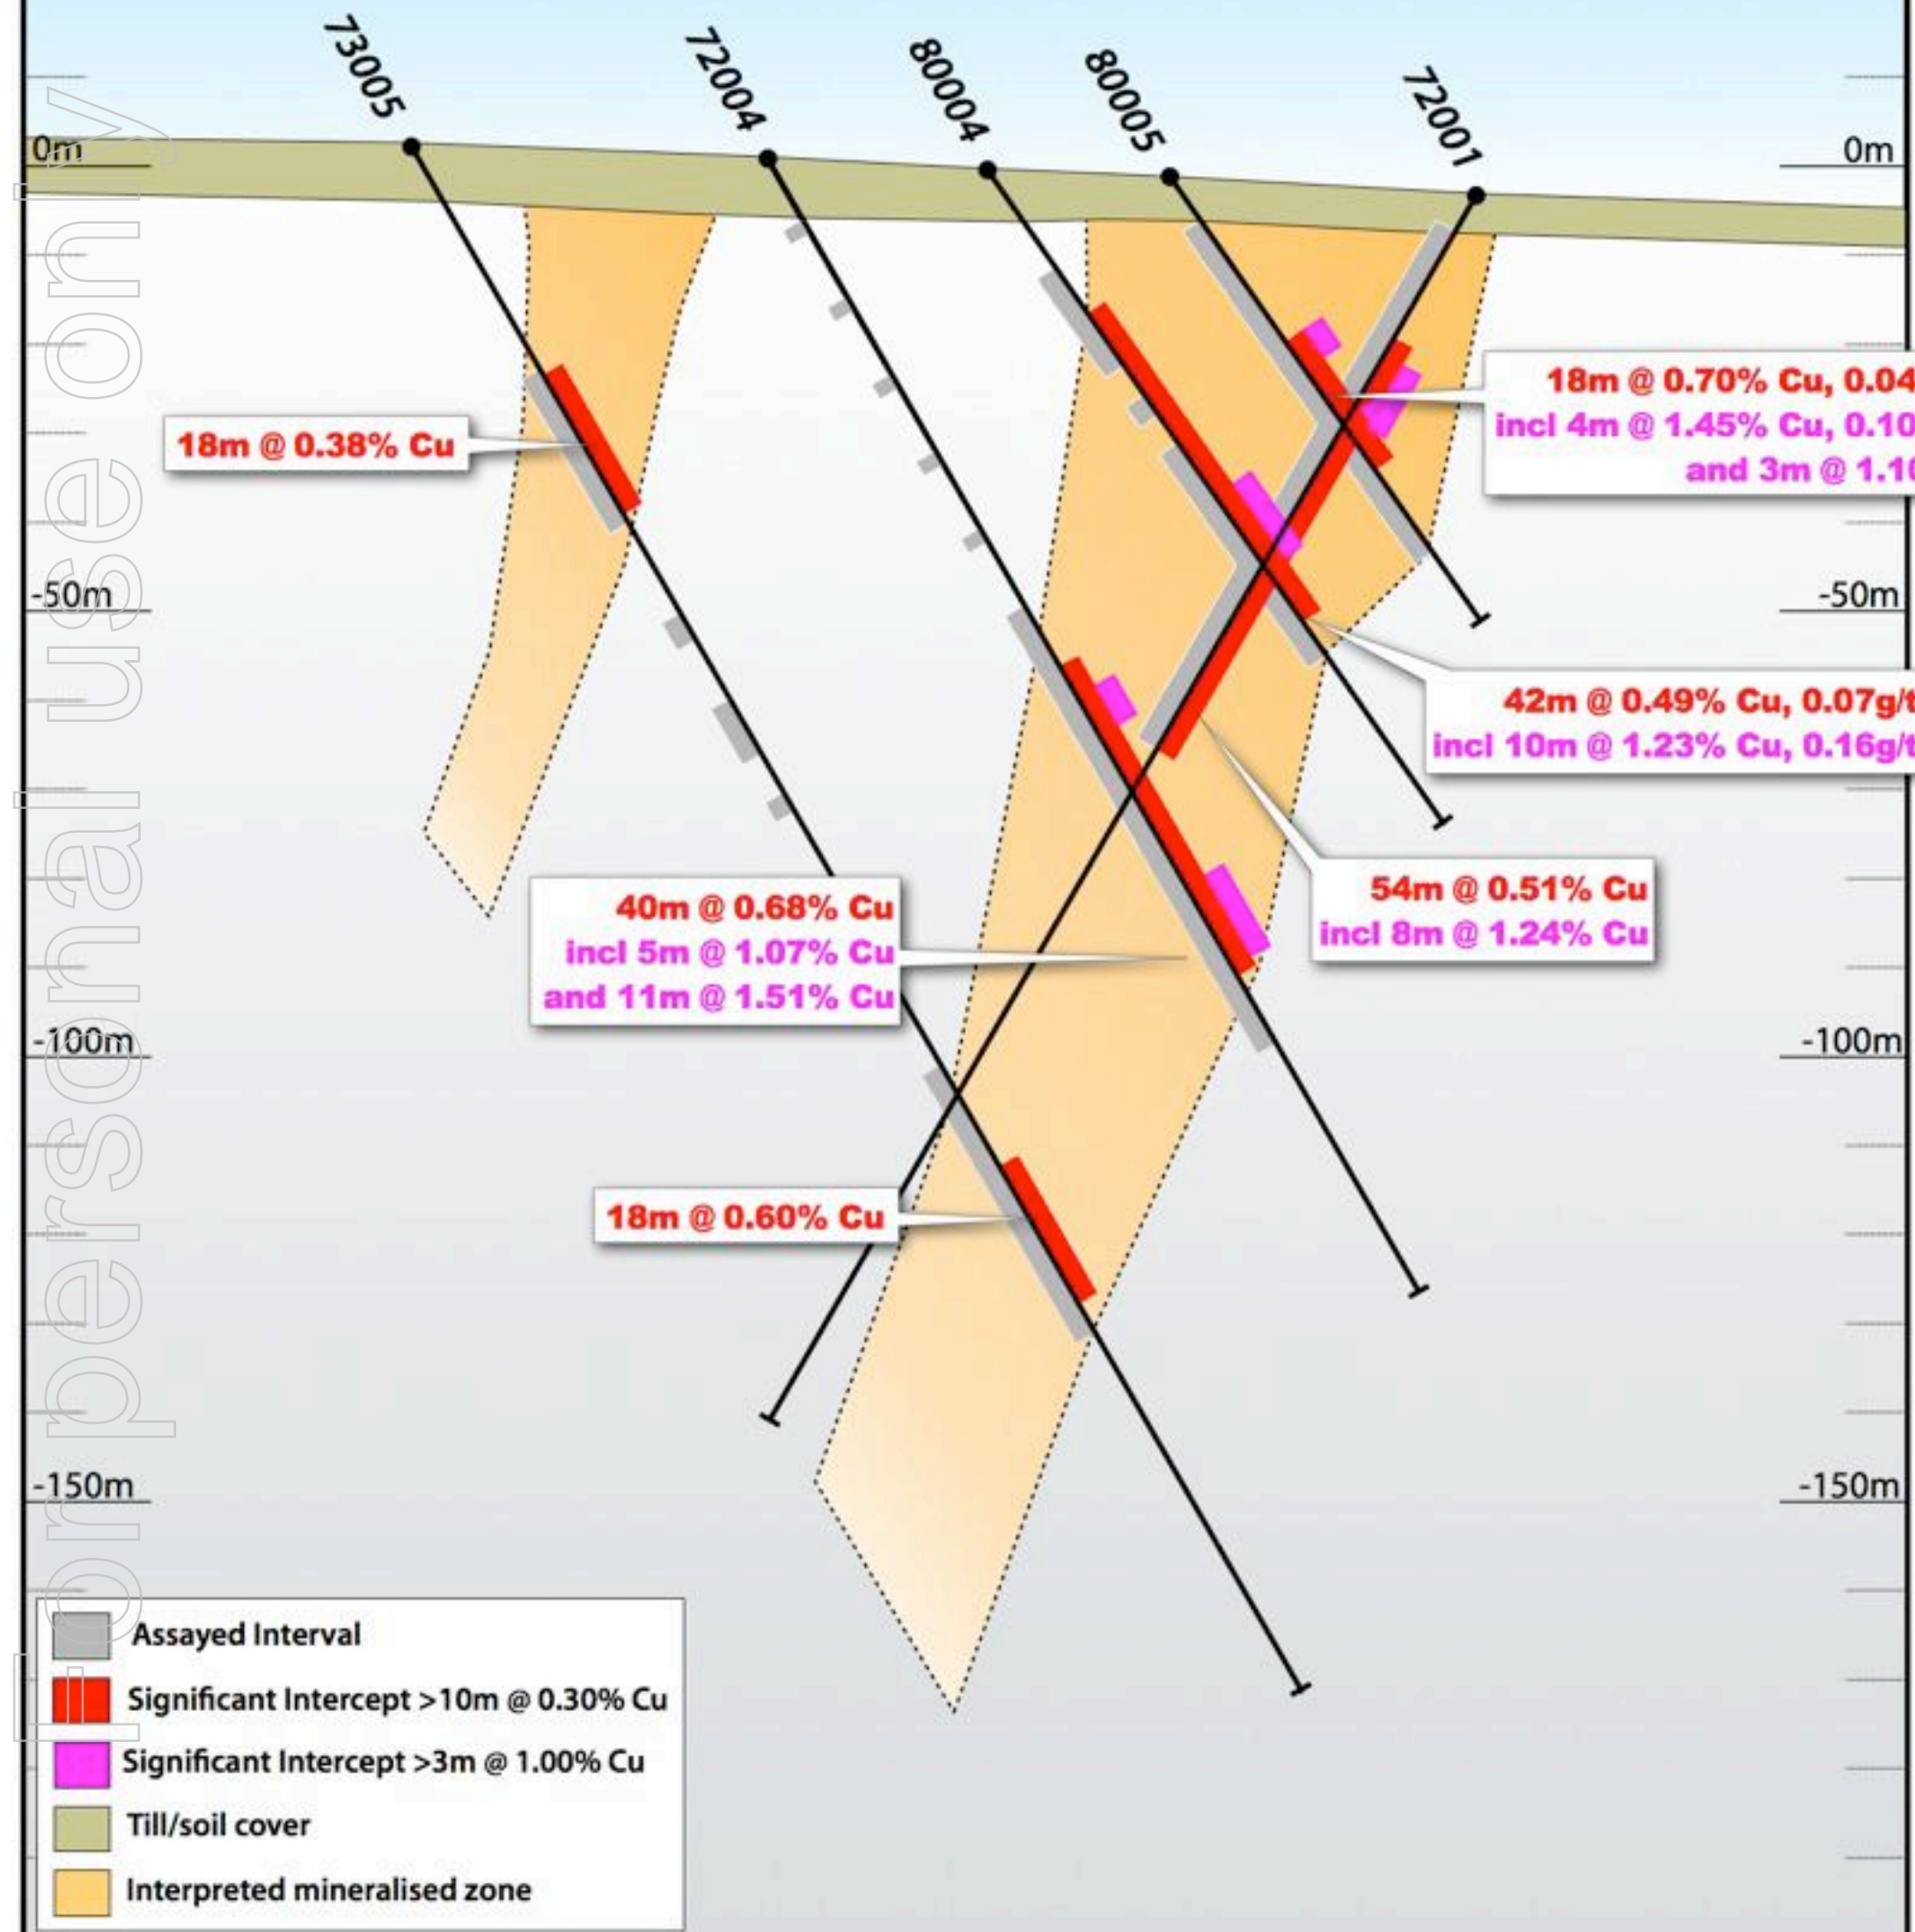 For personal use only
73005
72004
80004
80005
72001
0m
0m
18m @ 0.70% Cu, 0.04
incl 4m @ 1.45% Cu, 0.10
and 3m @ 1.10
18m @ 0.38% Cu
-50m
-50m
42m @ 0.49% Cu, 0.07g/t
incl 10m @ 1.23% Cu, 0.16g/t
54m @ 0.51% Cu
incl 8m @ 1.24% Cu
40m @ 0.68% Cu
incl 5m @ 1.07% Cu
and 11m @ 1.51% Cu
-100m
-100m
18m @ 0.60% Cu
-150m
-150m
Assayed Interval
Significant Intercept >10m @ 0.30% Cu
Significant Intercept >3m @ 1.00% Cu
Till/soil cover
Interpreted mineralised zone